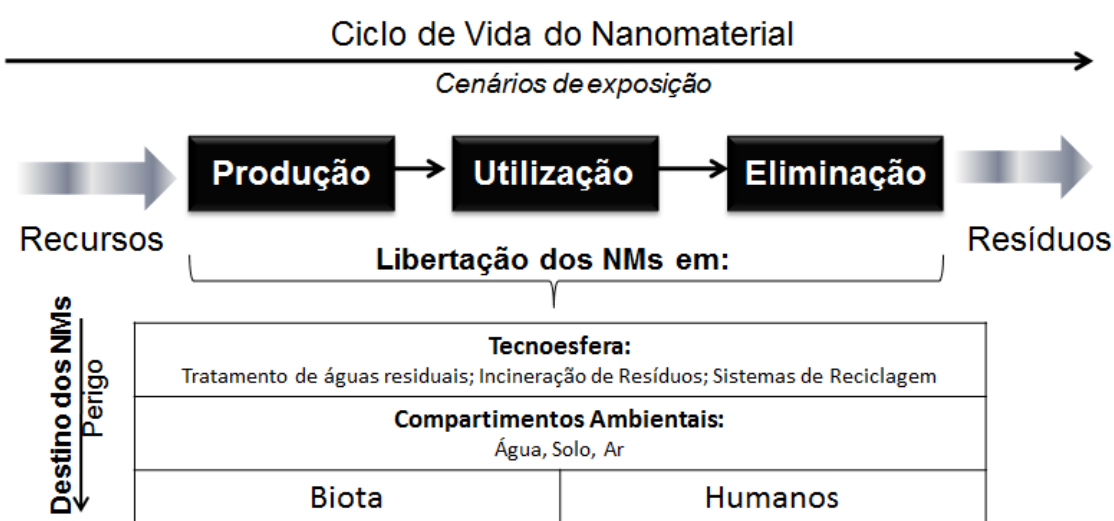 Ciclo de Vida do Nanomaterial
Cenários de exposição
Produção
Utilização
Eliminação
Recursos
Resíduos
Libertação dos NMs em:
Destino dos NMs
Perigo
Tecnoesfera:
Tratamento de águas residuais; Incineração de Resíduos; Sistemas de Reciclagem
Compartimentos Ambientais:
Água, Solo, Ar
Biota
Humanos